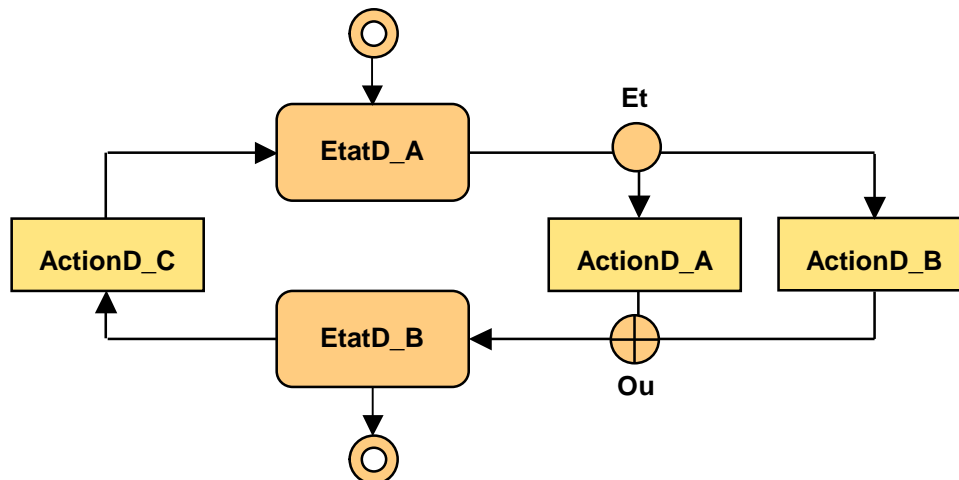 Et
EtatD_A
ActionD_C
ActionD_A
ActionD_B
EtatD_B
Ou